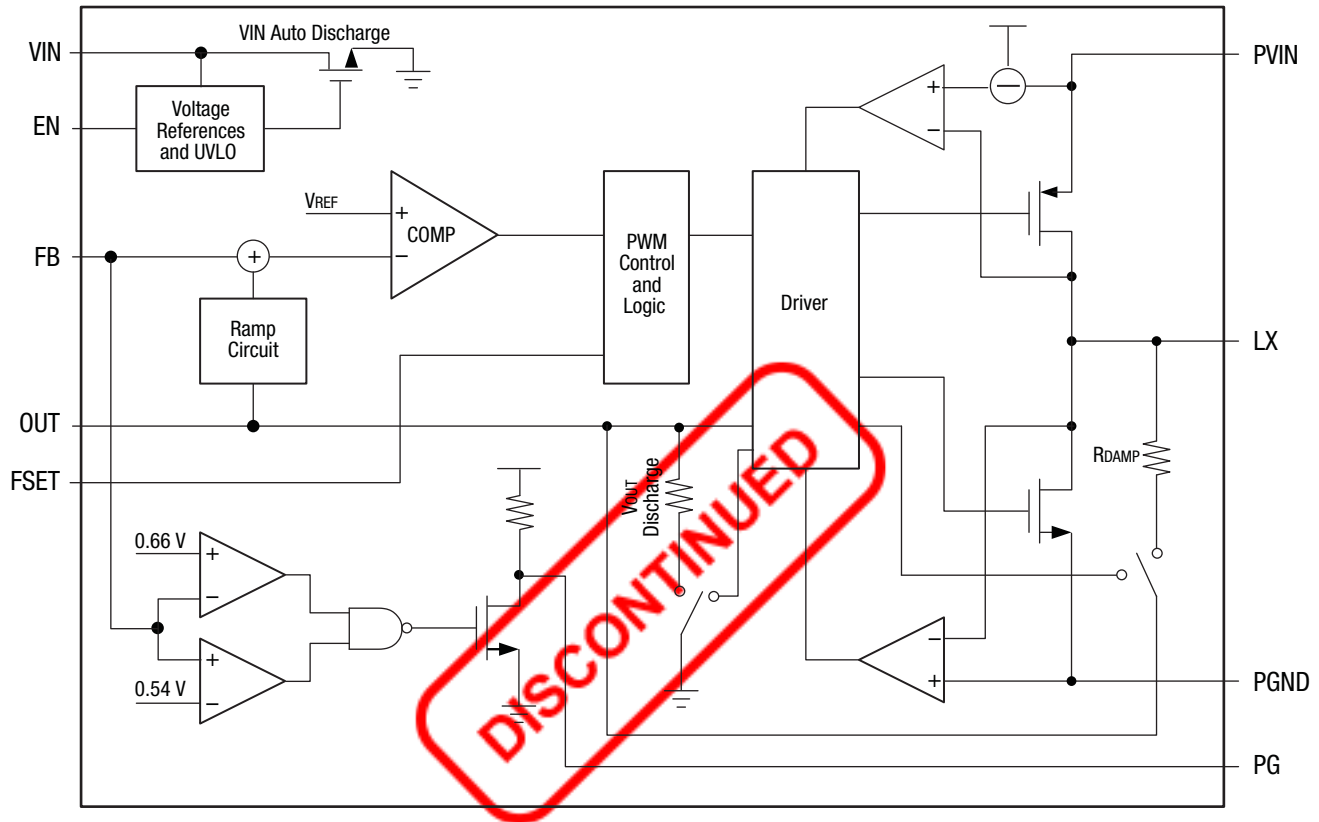 VIN Auto Discharge
VIN
PVIN
Voltage
References
and UVLO
EN
+
−
−
VREF
+
COMP
−
PWM
Control
and
Logic
Driver
FB
+
Ramp
Circuit
LX
OUT
FSET
VOUT
Discharge
RDAMP
0.66 V
+
−
+
0.54 V
−
−
+
PGND
PG
DISCONTINUED